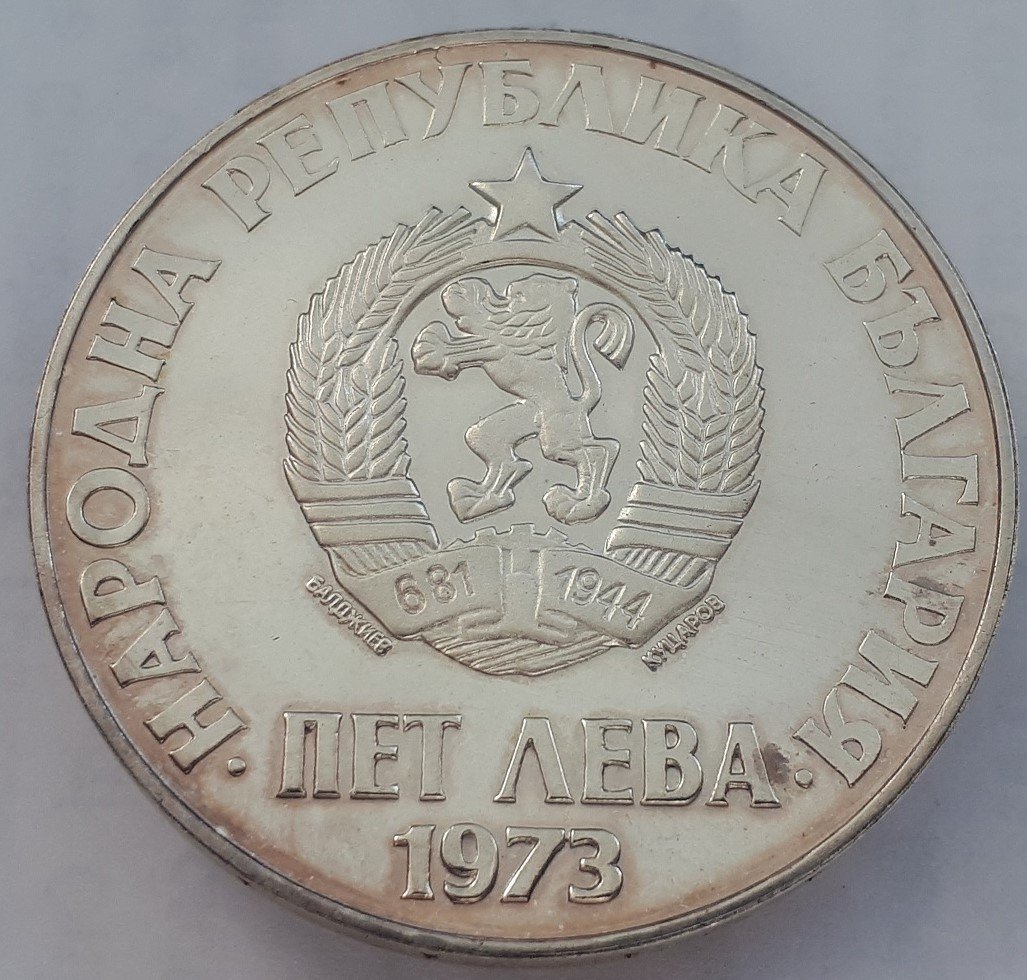 · НАРОДНА РЕПУБЛИКА БЪЛГАРИЯ ·
681 1944
БАДЖИЕВ КУЦАРОВ
ПЕТ ЛЕВА
1973